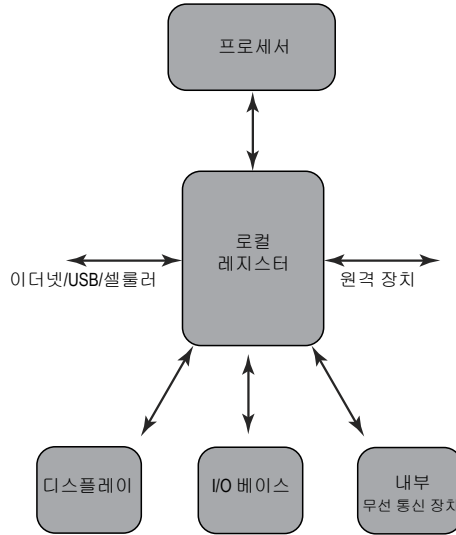 프로세서
로컬
레지스터
이더넷/USB/셀룰러
원격 장치
디스플레이
I/O 베이스
내부
무선 통신 장치